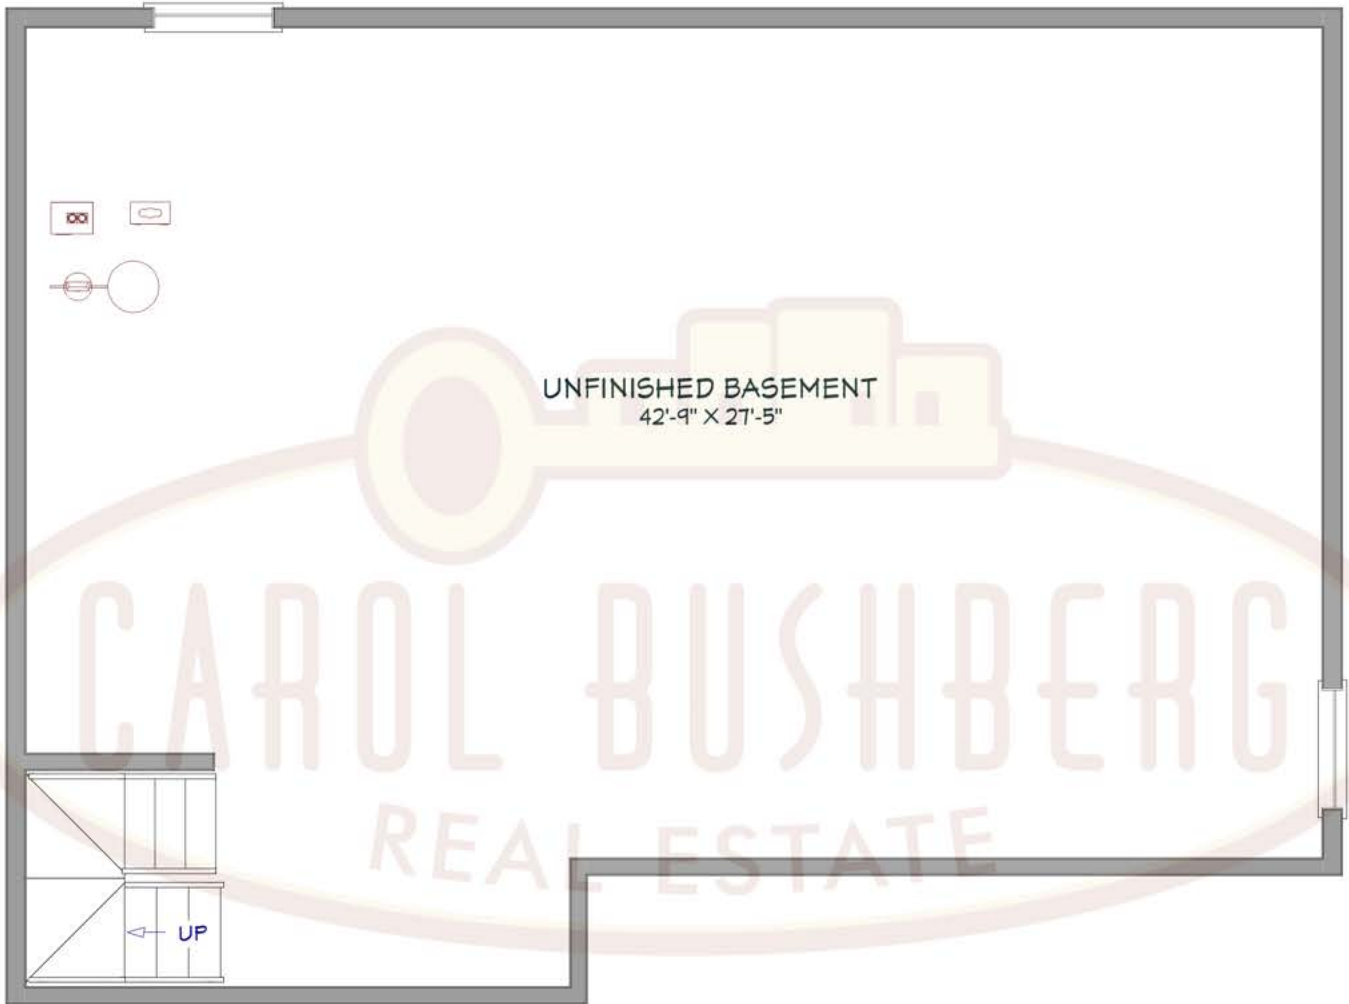 UNFINISHED BASEMENT
42'-9" X 27'-5"
CAROL BUSHBERG
REAL ESTATE
UP